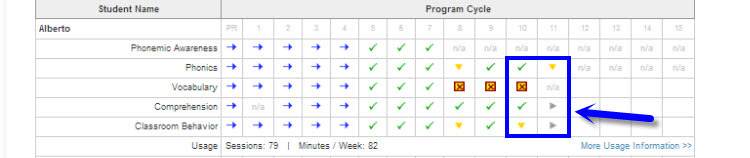 Student Name Program Cycle
Alberto PR 1 2 3 4 5 6 7 8 9 10 11 12 13 14 15
Phonemic Awareness n/a n/a n/a n/a n/a n/a n/a n/a
Phonics n/a n/a n/a n/a
Vocabulary n/a n/a n/a n/a n/a
Comprehension n/a n/a n/a n/a n/a
Classroom Behavior n/a n/a n/a n/a
Usage Sessions: 79 | Minutes / Week: 82 More Usage Information >>